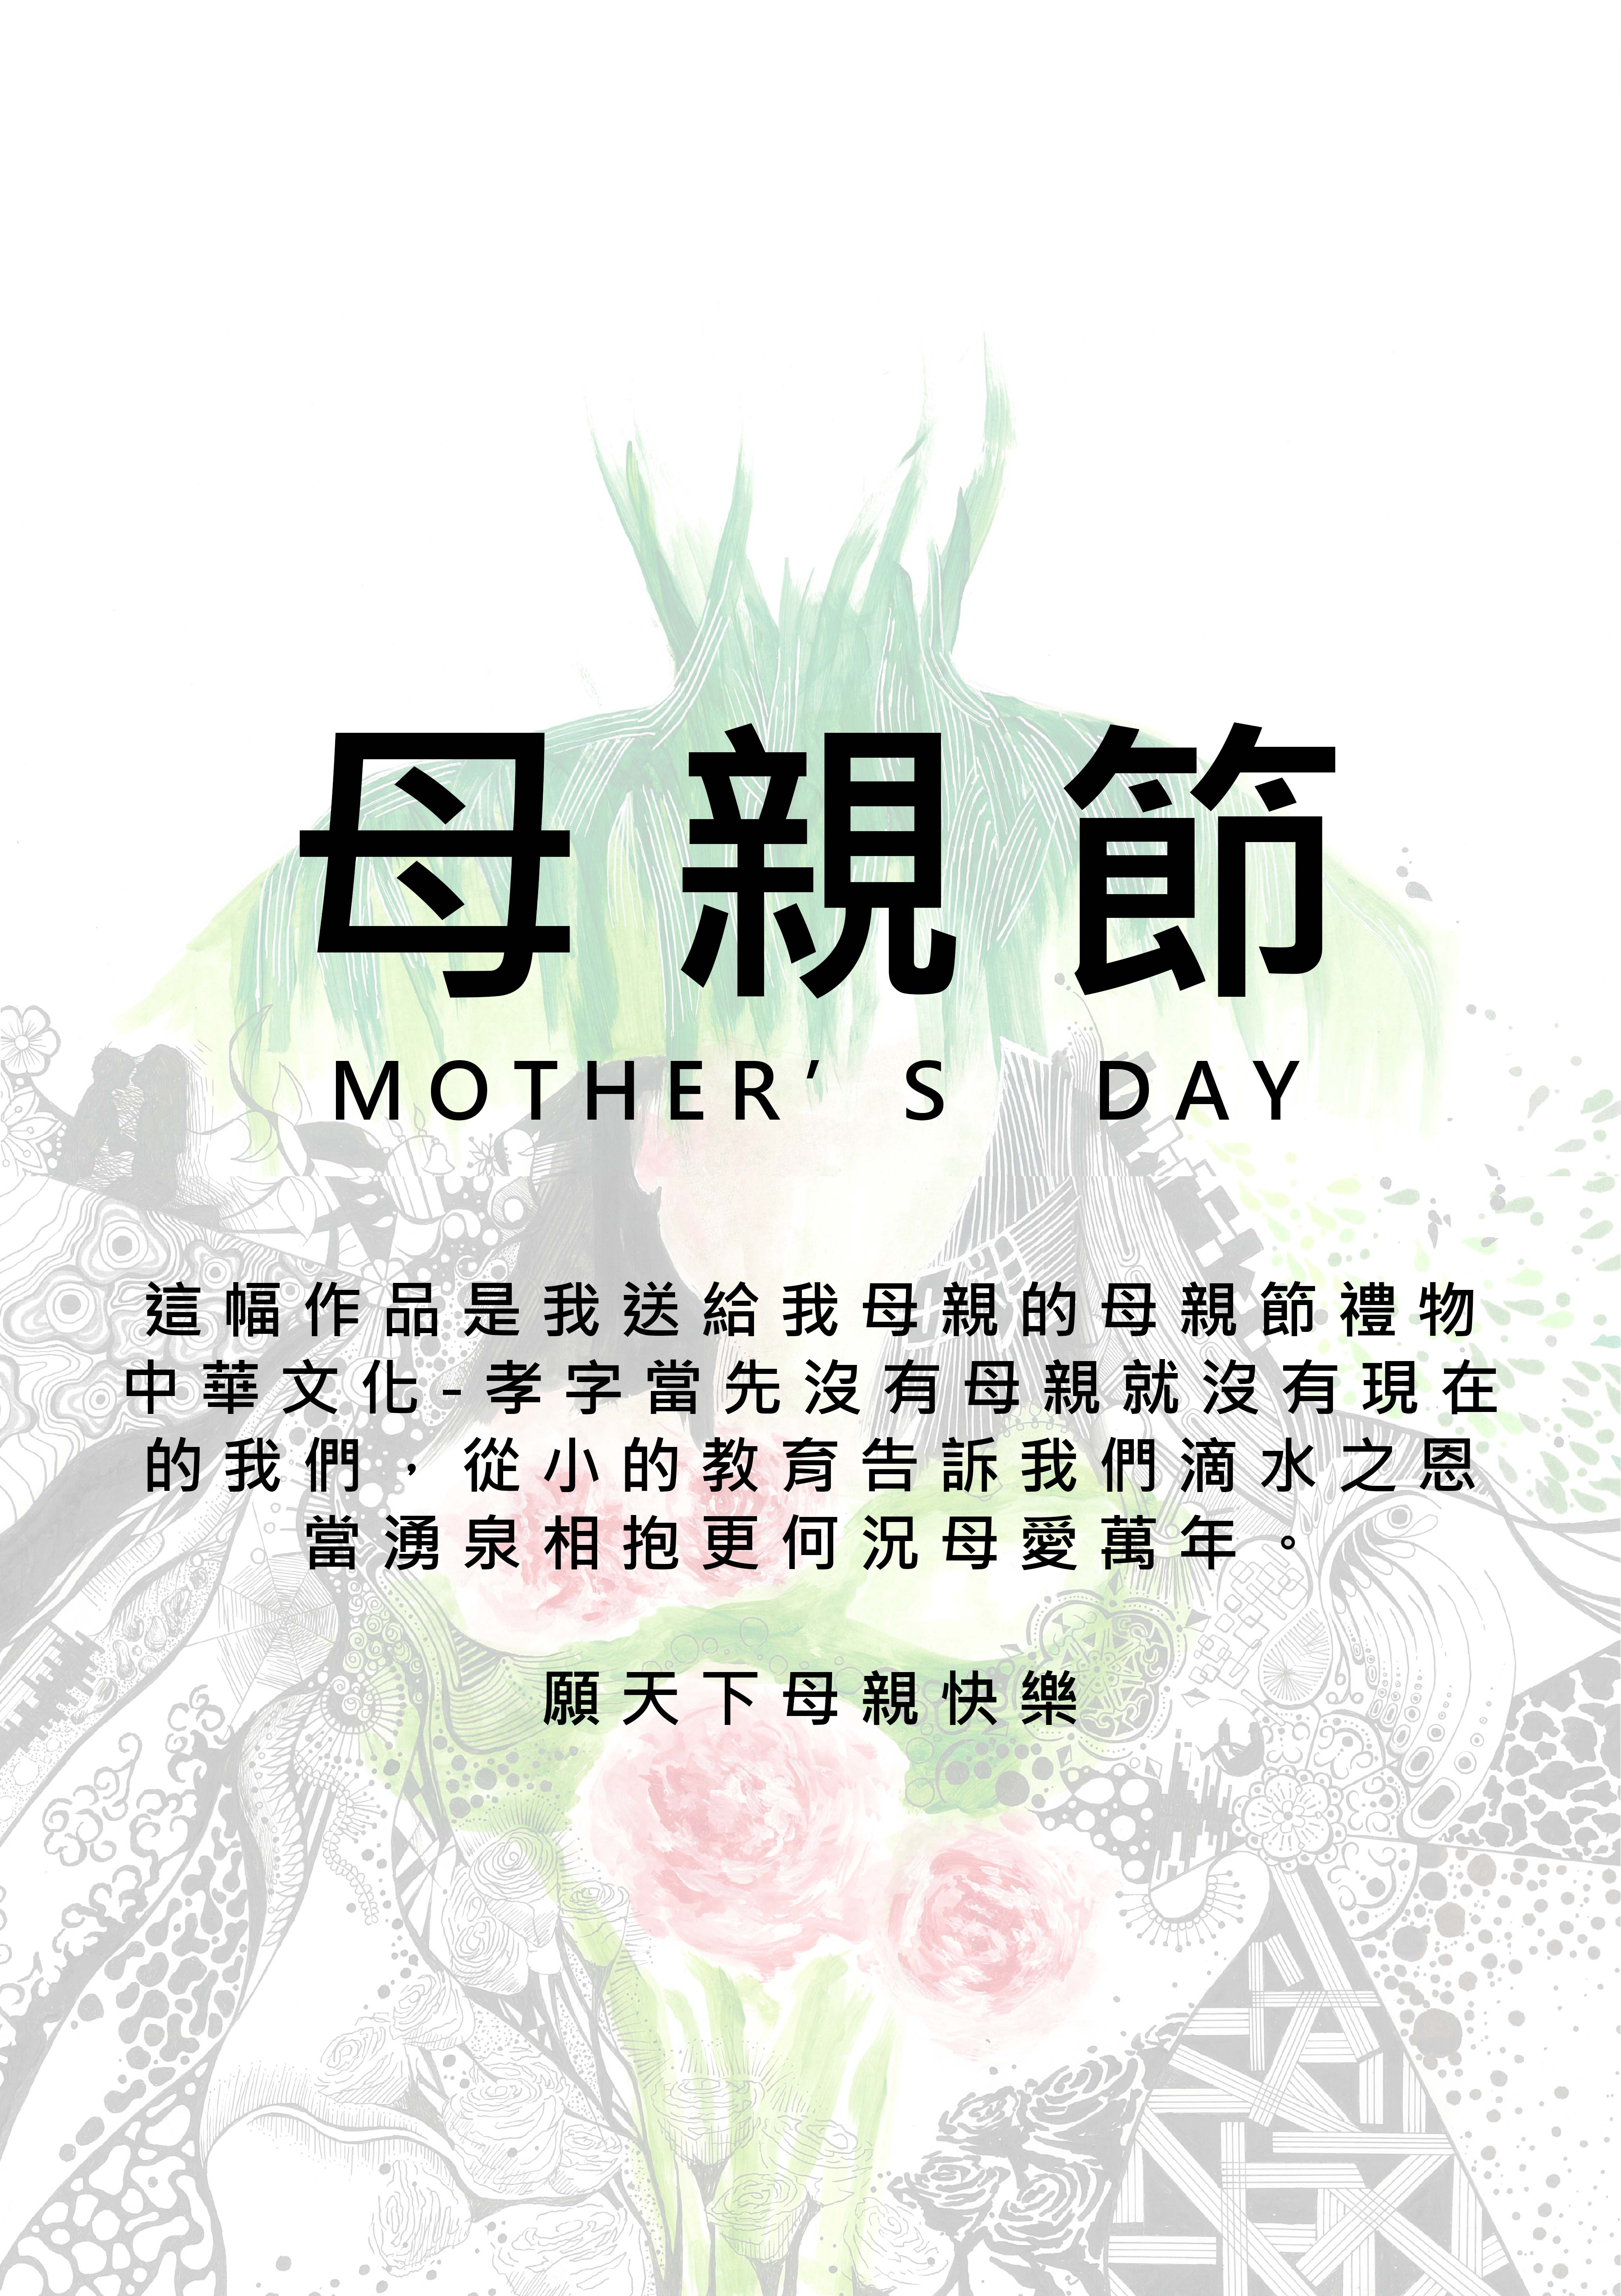 母親節
MOTHER'S DAY
這幅作品是我送給我母親的母親節禮物
中華文化-孝字當先沒有母親就沒有現在
的我們，從小的教育告訴我們滴水之恩
當湧泉相抱更何況母愛萬年。
願天下母親快樂